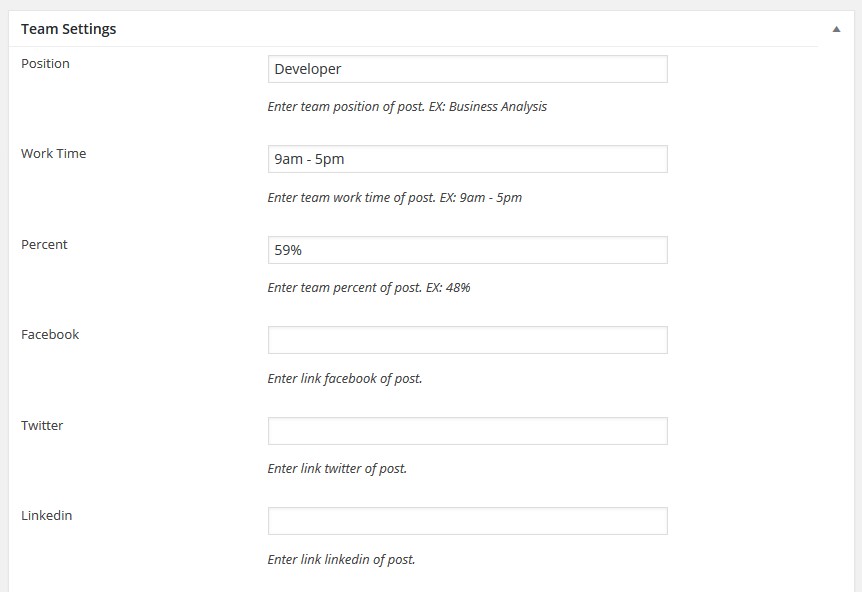 Team Settings
Position
Developer
Enter team position of post. EX: Business Analysis
Work Time
9am - 5pm
Enter team work time of post. EX: 9am - 5pm
Percent
59%
Enter team percent of post. EX: 48%
Facebook
Enter link facebook of post.
Twitter
Enter link twitter of post.
Linkedin
Enter link linkedin of post.